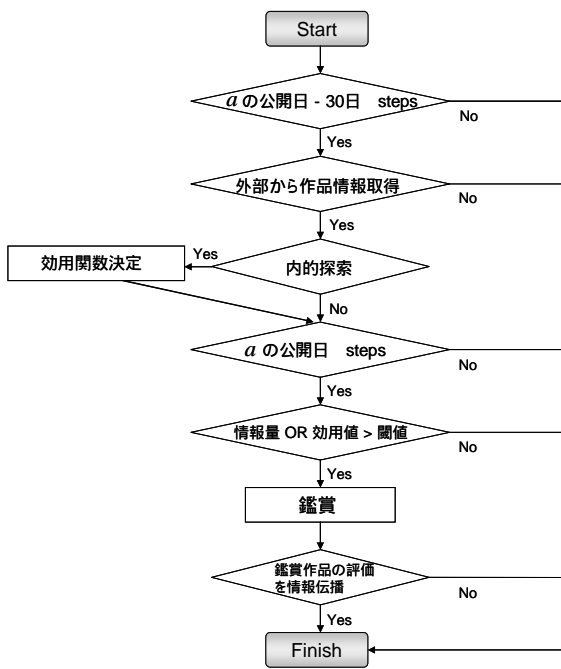 Start
a の公開日 - 30日 steps
No
Yes
外部から作品情報取得
No
Yes
内的探索
Yes
効用関数決定
No
a の公開日 steps
No
Yes
情報量 OR 効用値 > 閾値
No
Yes
鑑賞
鑑賞作品の評価
を情報伝播
No
Yes
Finish